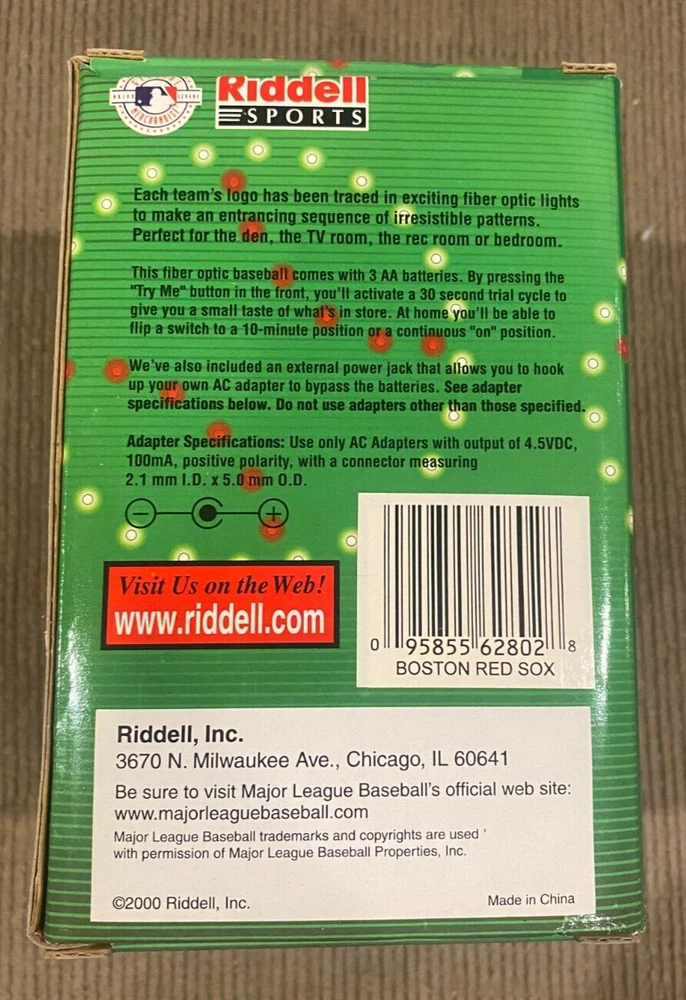 Riddell
SPORTS
MERCHANDISE
Each team's logo has been traced in exciting fiber optic lights
to make an entrancing sequence of irresistible patterns.
Perfect for the den, the TV room, the rec room or bedroom.
This fiber optic baseball comes with 3 AA batteries. By pressing the
"Try Me" button in the front, you'll activate a 30 second trial cycle to
give you a small taste of what's in store. At home you'll be able to
flip a switch to a 10-minute position or a continuous "on" position.
We've also included an external power jack that allows you to hook
up your own AC adapter to bypass the batteries. See adapter
specifications below. Do not use adapters other than those specified.
Adapter Specifications: Use only AC Adapters with output of 4.5VDC,
100mA, positive polarity, with a connector measuring
2.1 mm I.D. x 5.0 mm O.D.
Visit Us on the Web!
www.riddell.com
0 95855 62802 8
BOSTON RED SOX
Riddell, Inc.
3670 N. Milwaukee Ave., Chicago, IL 60641
Be sure to visit Major League Baseball's official web site:
www.majorleaguebaseball.com
Major League Baseball trademarks and copyrights are used
with permission of Major League Baseball Properties, Inc.
©2000 Riddell, Inc.
Made in China